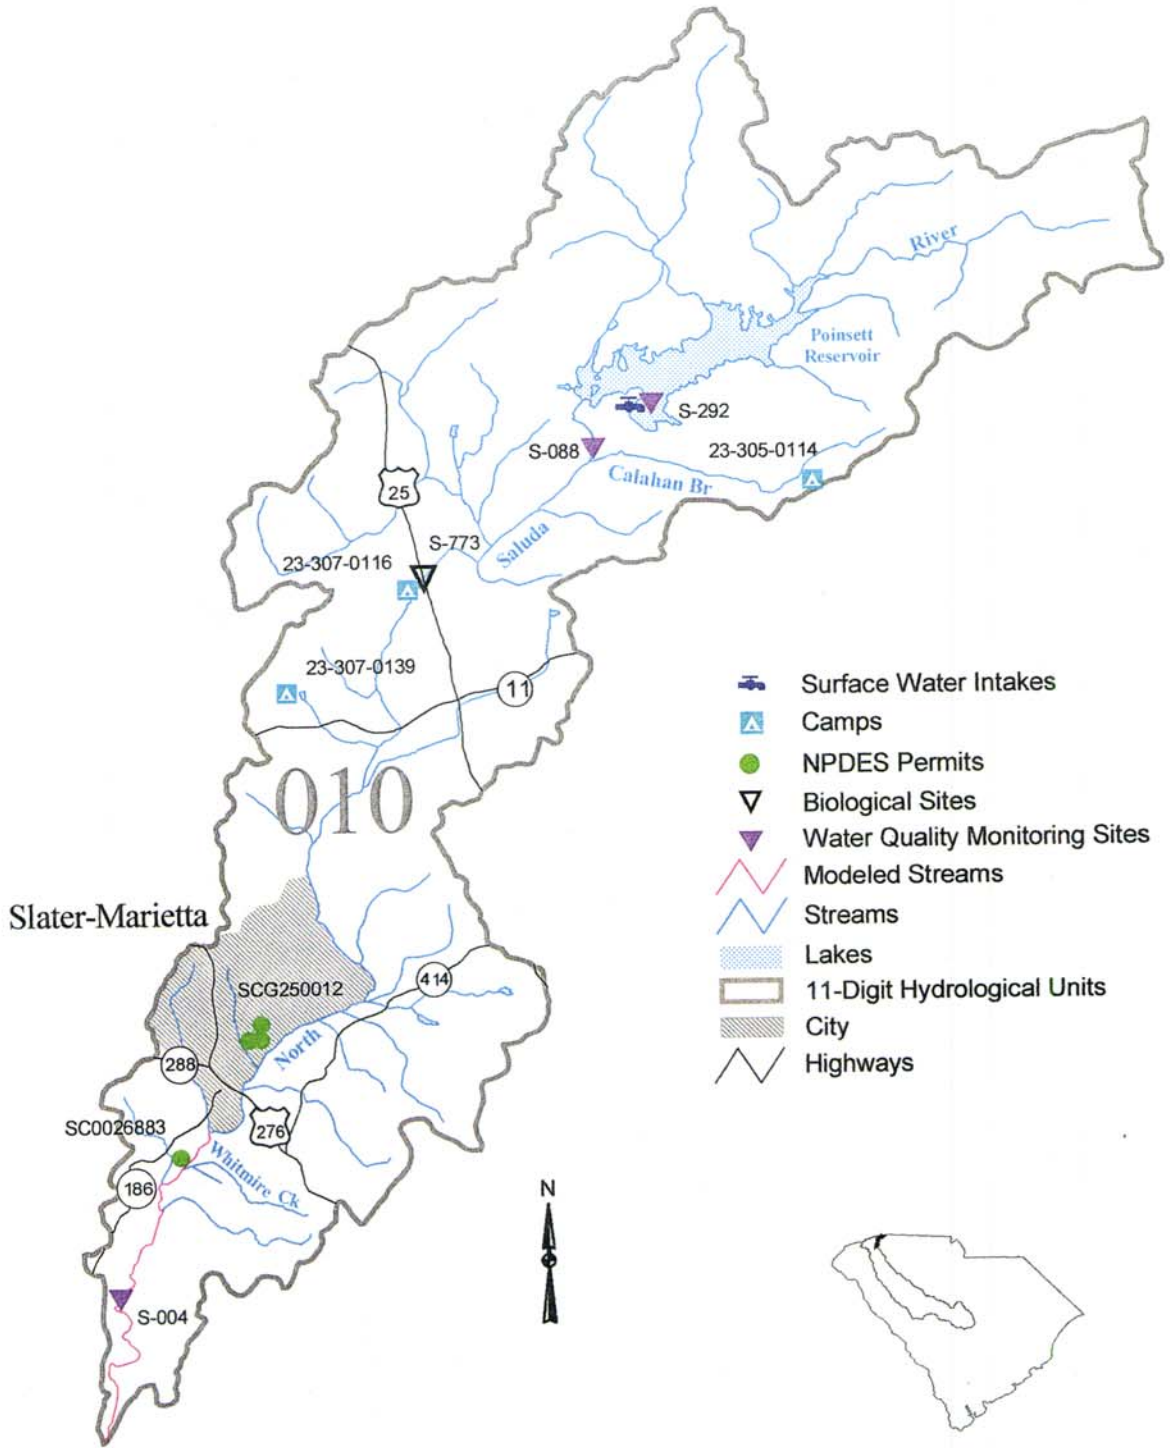 River
Poinsett
Reservoir
S-292
S-088
23-305-0114
Calahan Br
25
S-773
Saluda
23-307-0116
23-307-0139
11
010
Surface Water Intakes
Camps
NPDES Permits
Biological Sites
Water Quality Monitoring Sites
Modeled Streams
Streams
Lakes
11-Digit Hydrological Units
City
Highways
Slater-Marietta
414
SCG250012
North
288
276
SC0026883
Whitmire Ck
186
N
S-004